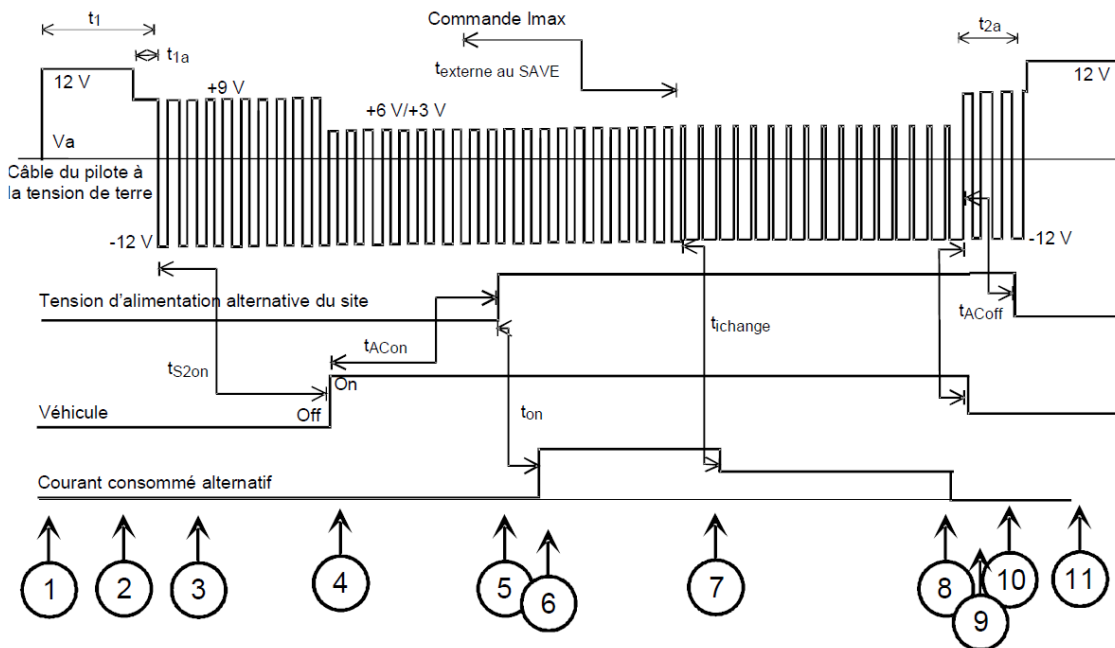 t1
Commande Imax
t2a
t1a
texterne au SAVE
12 V
+9 V
12 V
+6 V/+3 V
Va
Câble du pilote à
la tension de terre
-12 V
-12 V
Tension d'alimentation alternative du site
tACoff
tichange
tACon
tS2on
On
Véhicule
Off
ton
Courant consommé alternatif
1
2
3
4
5
6
7
8
9
10
11